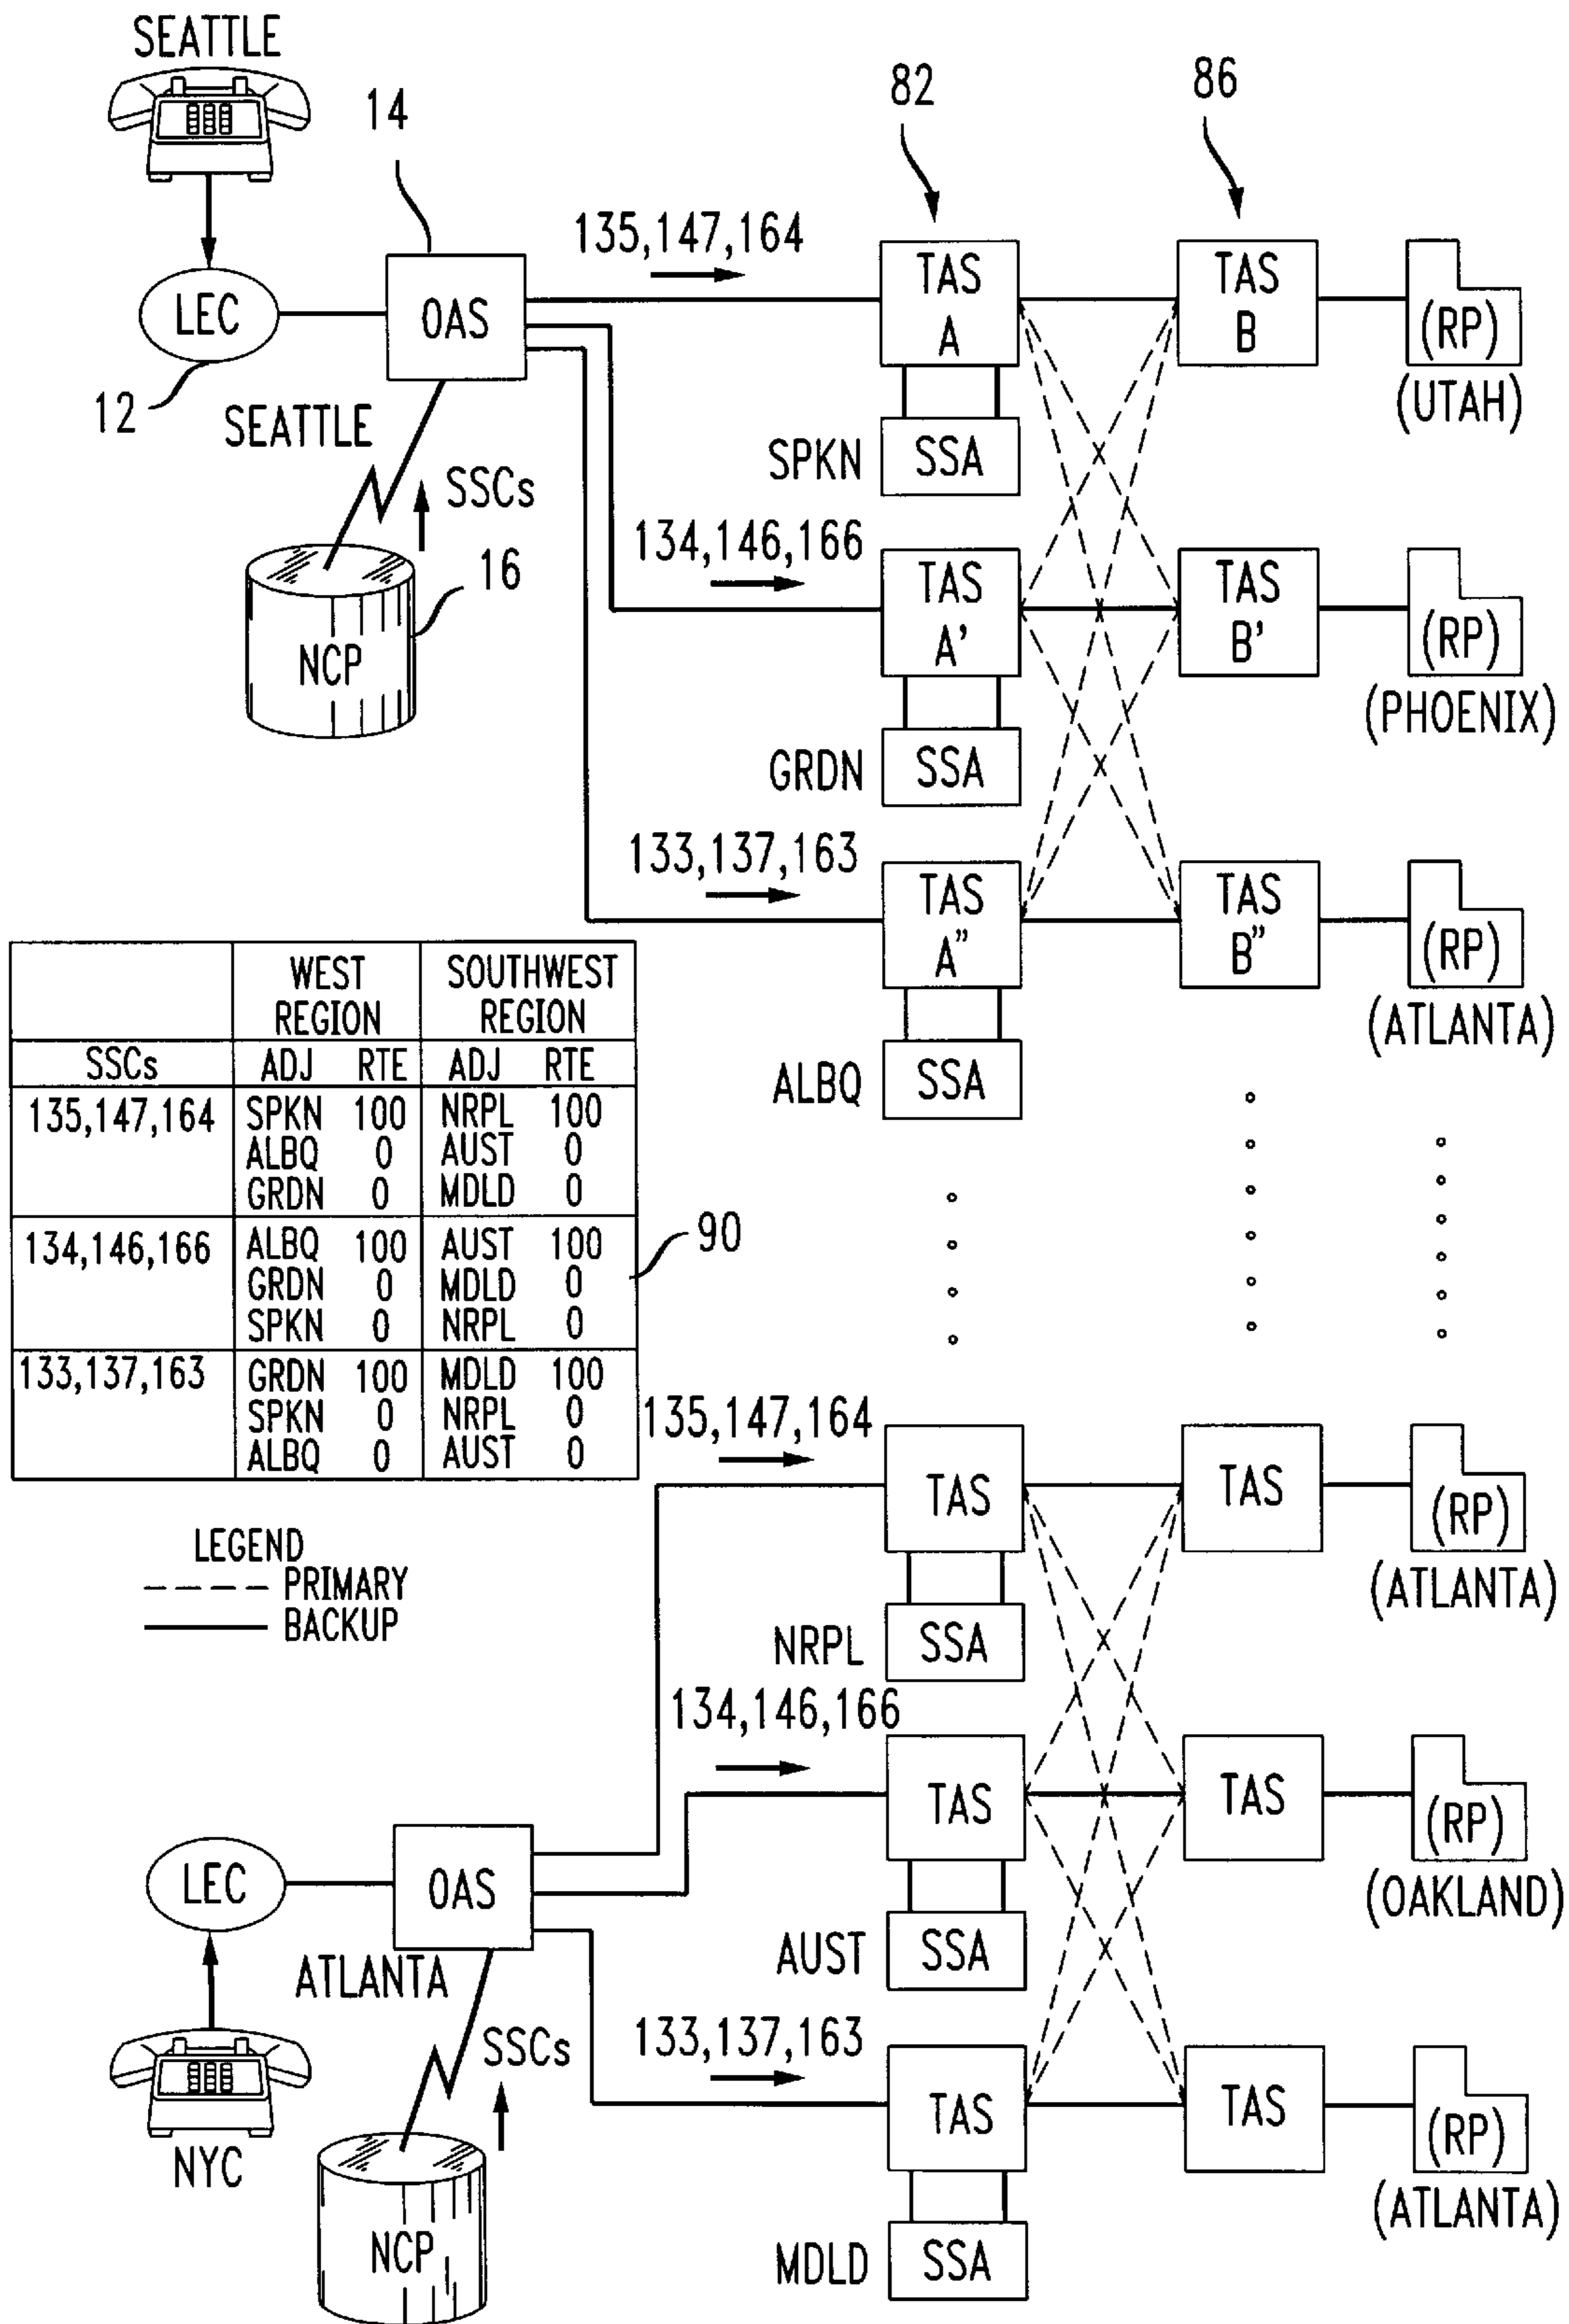 SEATTLE
14
82
86
135,147,164
LEC
OAS
TAS
A
TAS
B
(RP)
(UTAH)
12
SEATTLE
SSCs
SPKN
SSA
134,146,166
16
NCP
TAS
A'
TAS
B'
(RP)
(PHOENIX)
GRDN
SSA
133,137,163
TAS
A"
TAS
B"
(RP)
(ATLANTA)
ALBQ
SSA
WEST REGION SOUTHWEST REGION
SSCs ADJ RTE ADJ RTE
135,147,164 SPKN 100 NRPL 100
ALBQ 0 AUST 0
GRDN 0 MDLD 0
134,146,166 ALBQ 100 AUST 100
GRDN 0 MDLD 0
SPKN 0 NRPL 0
133,137,163 GRDN 100 MDLD 100
SPKN 0 NRPL 0
ALBQ 0 AUST 0
90
LEGEND
PRIMARY
BACKUP
135,147,164
TAS
TAS
(RP)
(ATLANTA)
NRPL
SSA
134,146,166
TAS
TAS
(RP)
(OAKLAND)
AUST
SSA
LEC
OAS
ATLANTA
SSCs
NYC
NCP
133,137,163
TAS
TAS
(RP)
(ATLANTA)
MDLD
SSA